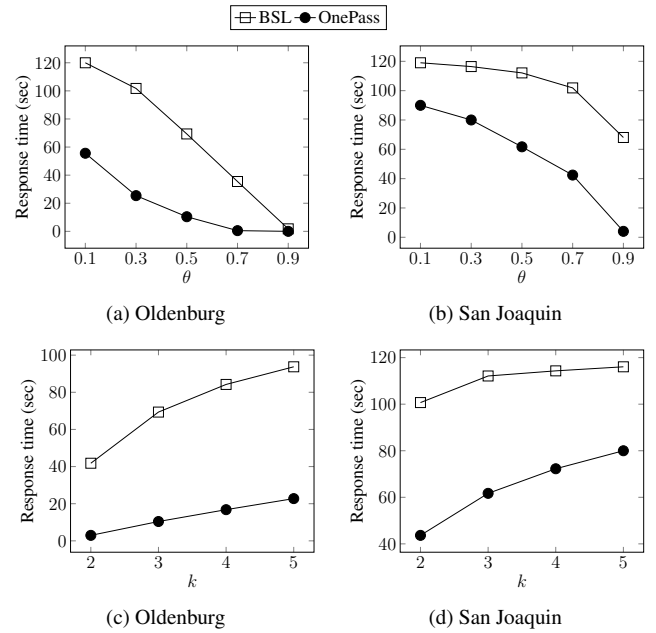 BSL OnePass
120
100
80
60
40
20
0
0.1 0.3 0.5 0.7 0.9
θ
Response time (sec)
(a) Oldenburg
120
100
80
60
40
20
0
0.1 0.3 0.5 0.7 0.9
θ
Response time (sec)
(b) San Joaquin
100
80
60
40
20
0
2 3 4 5
k
Response time (sec)
(c) Oldenburg
120
100
80
60
40
2 3 4 5
k
Response time (sec)
(d) San Joaquin